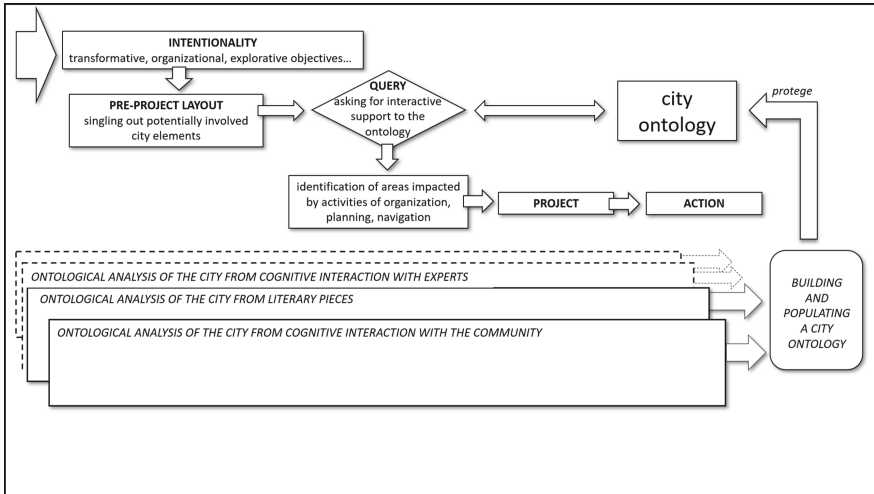 INTENTIONALITY
transformative, organizational, explorative objectives…
PRE-PROJECT LAYOUT
singling out potentially involved
city elements
QUERY
asking for interactive
support to the
ontology
city
ontology
protege
identification of areas impacted
by activities of organization,
planning, navigation
PROJECT
ACTION
ONTOLOGICAL ANALYSIS OF THE CITY FROM COGNITIVE INTERACTION WITH EXPERTS
ONTOLOGICAL ANALYSIS OF THE CITY FROM LITERARY PIECES
ONTOLOGICAL ANALYSIS OF THE CITY FROM COGNITIVE INTERACTION WITH THE COMMUNITY
BUILDING
AND
POPULATING
A CITY
ONTOLOGY